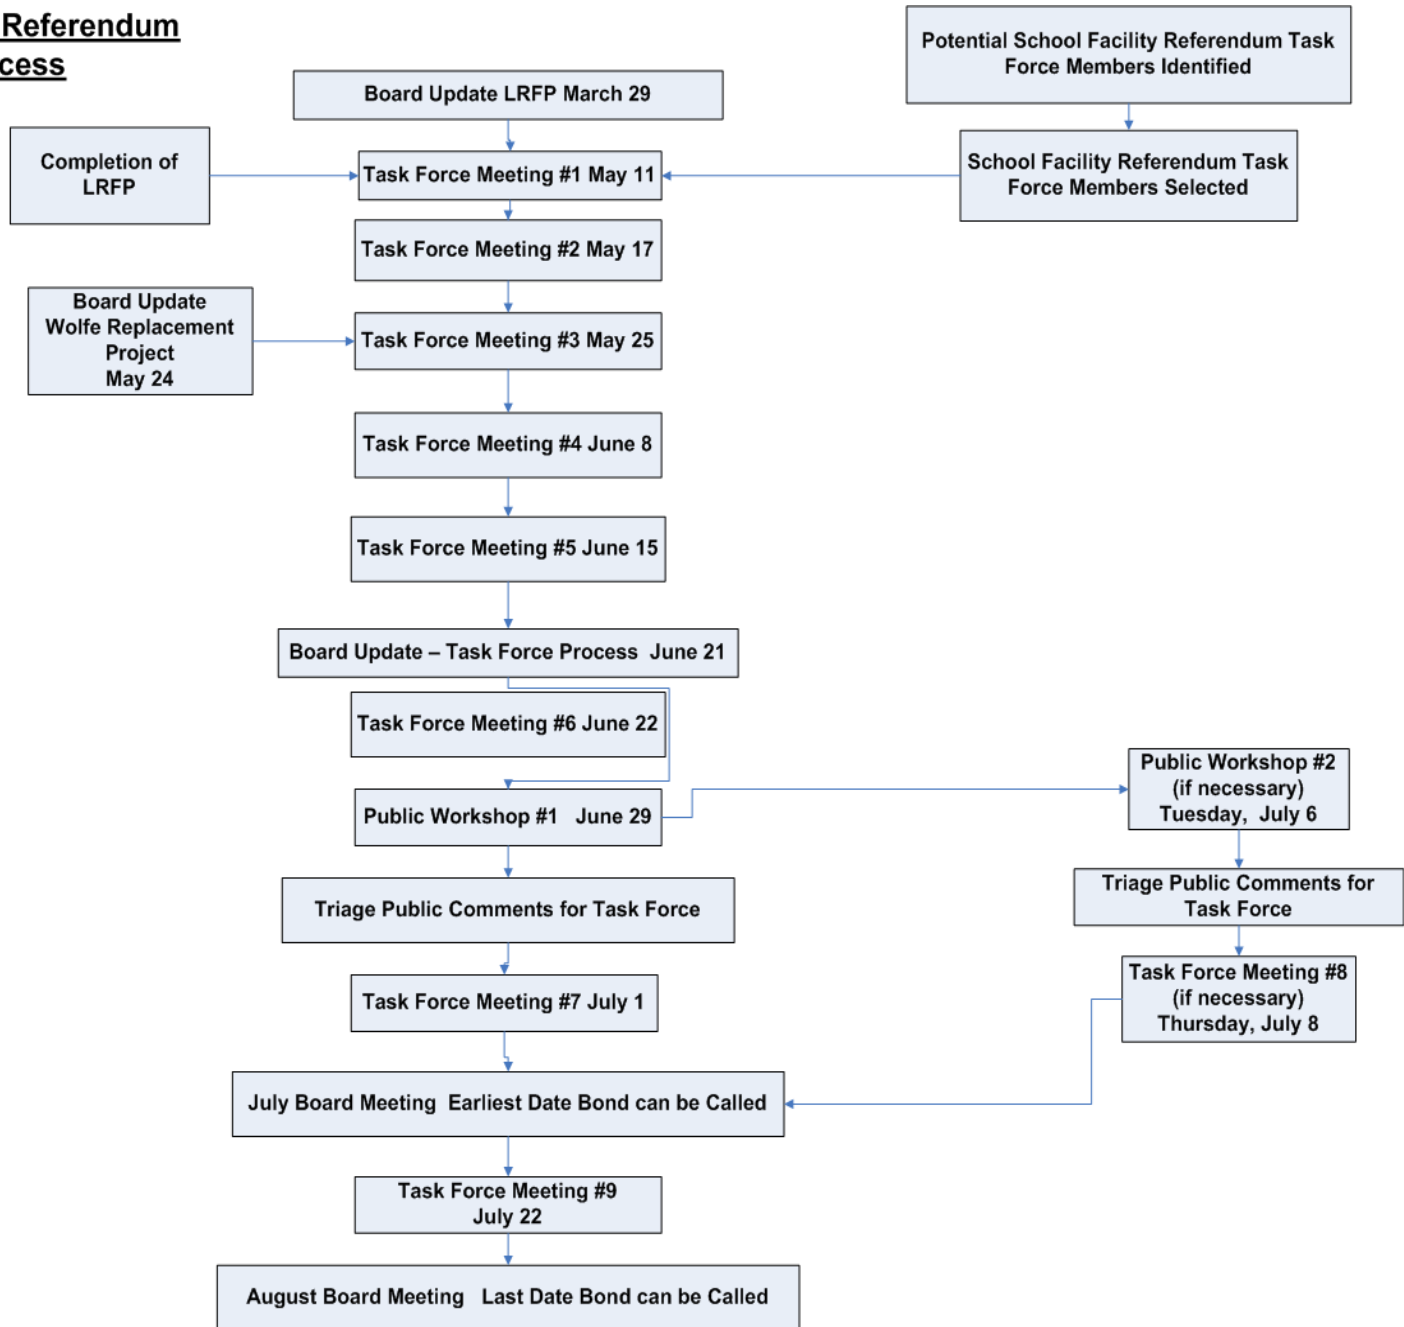 Referendum
cess
Potential School Facility Referendum Task
Force Members Identified
Board Update LRFP March 29
Completion of
LRFP
Task Force Meeting #1 May 11
School Facility Referendum Task
Force Members Selected
Task Force Meeting #2 May 17
Board Update
Wolfe Replacement
Project
May 24
Task Force Meeting #3 May 25
Task Force Meeting #4 June 8
Task Force Meeting #5 June 15
Board Update – Task Force Process June 21
Task Force Meeting #6 June 22
Public Workshop #1 June 29
Public Workshop #2
(if necessary)
Tuesday, July 6
Triage Public Comments for Task Force
Triage Public Comments for
Task Force
Task Force Meeting #7 July 1
Task Force Meeting #8
(if necessary)
Thursday, July 8
July Board Meeting Earliest Date Bond can be Called
Task Force Meeting #9
July 22
August Board Meeting Last Date Bond can be Called